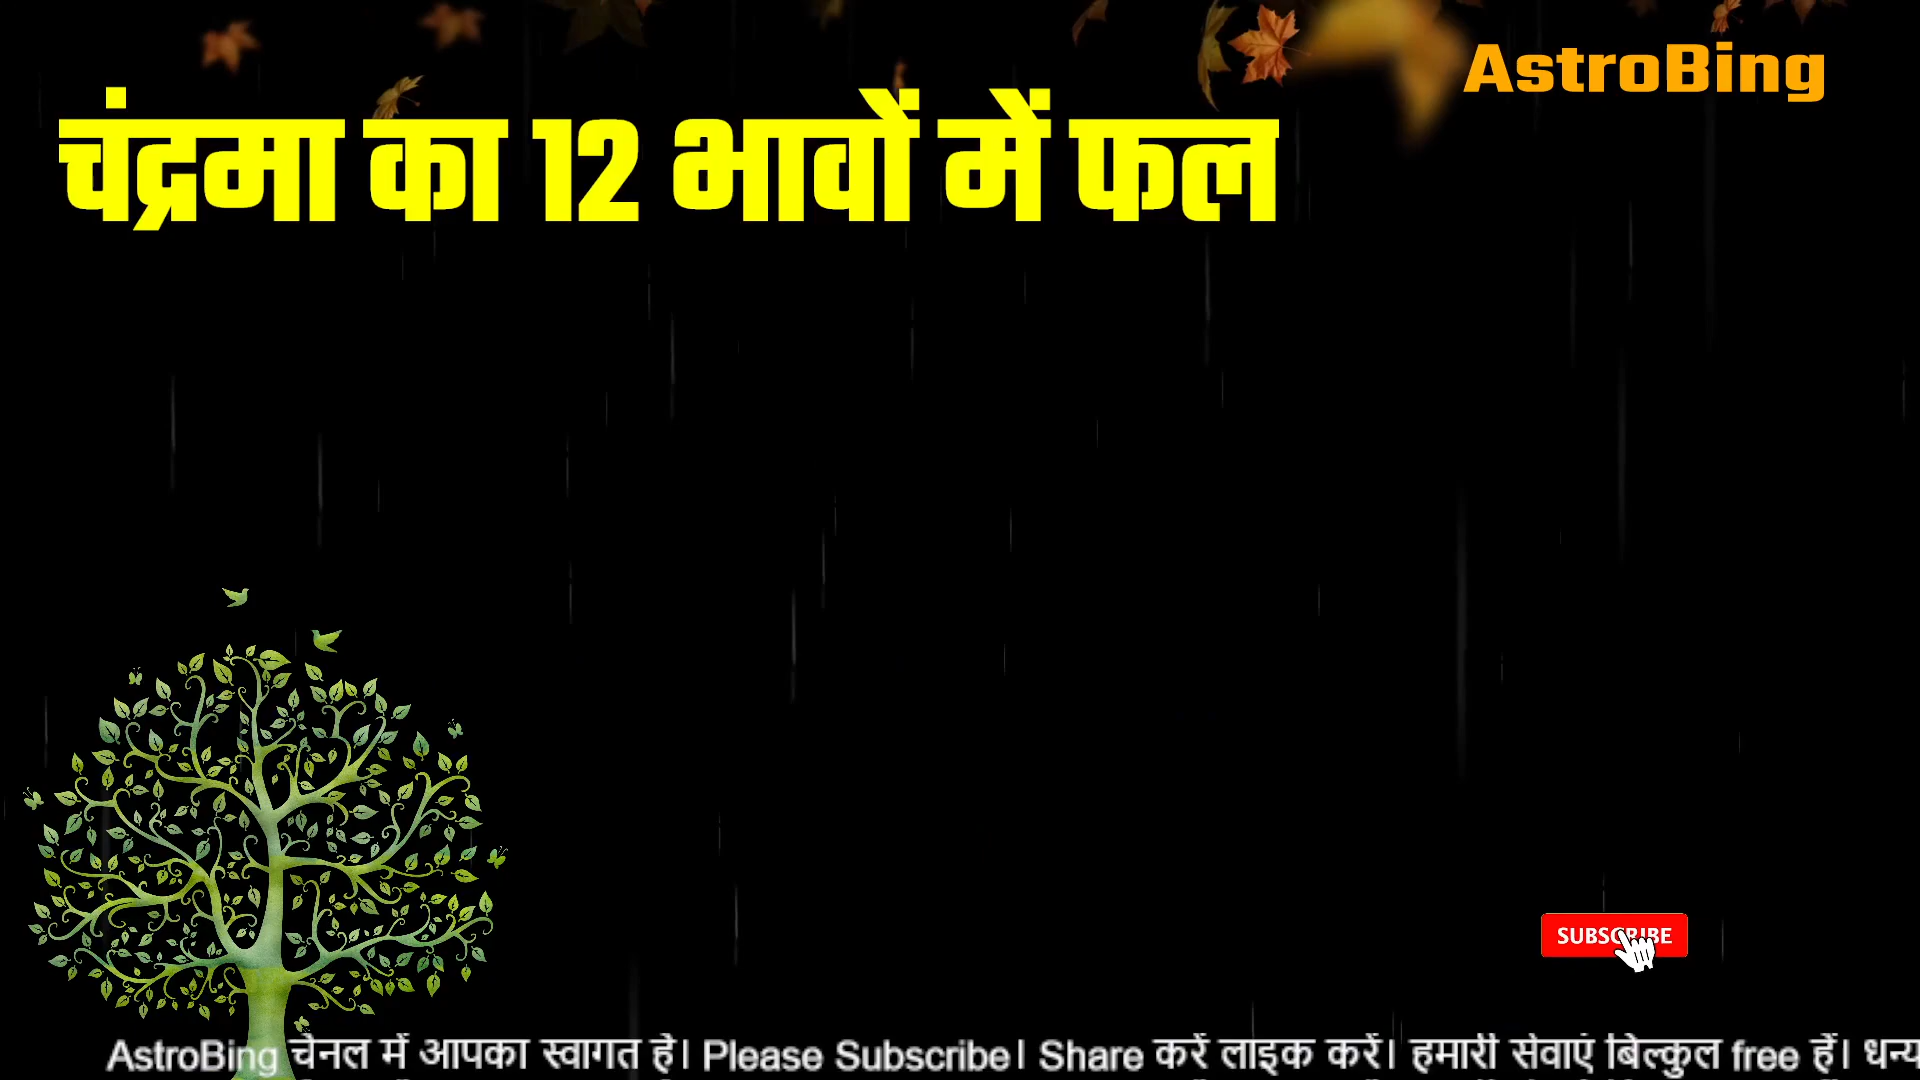 AstroBing
चंद्रमा का 12 भावों में फल
SUBSCRIBE
AstroBing चेनल में आपका स्वागत हे। Please Subscribe। Share करें लाइक करें। हमारी सेवाएं बिल्कुल free हें।